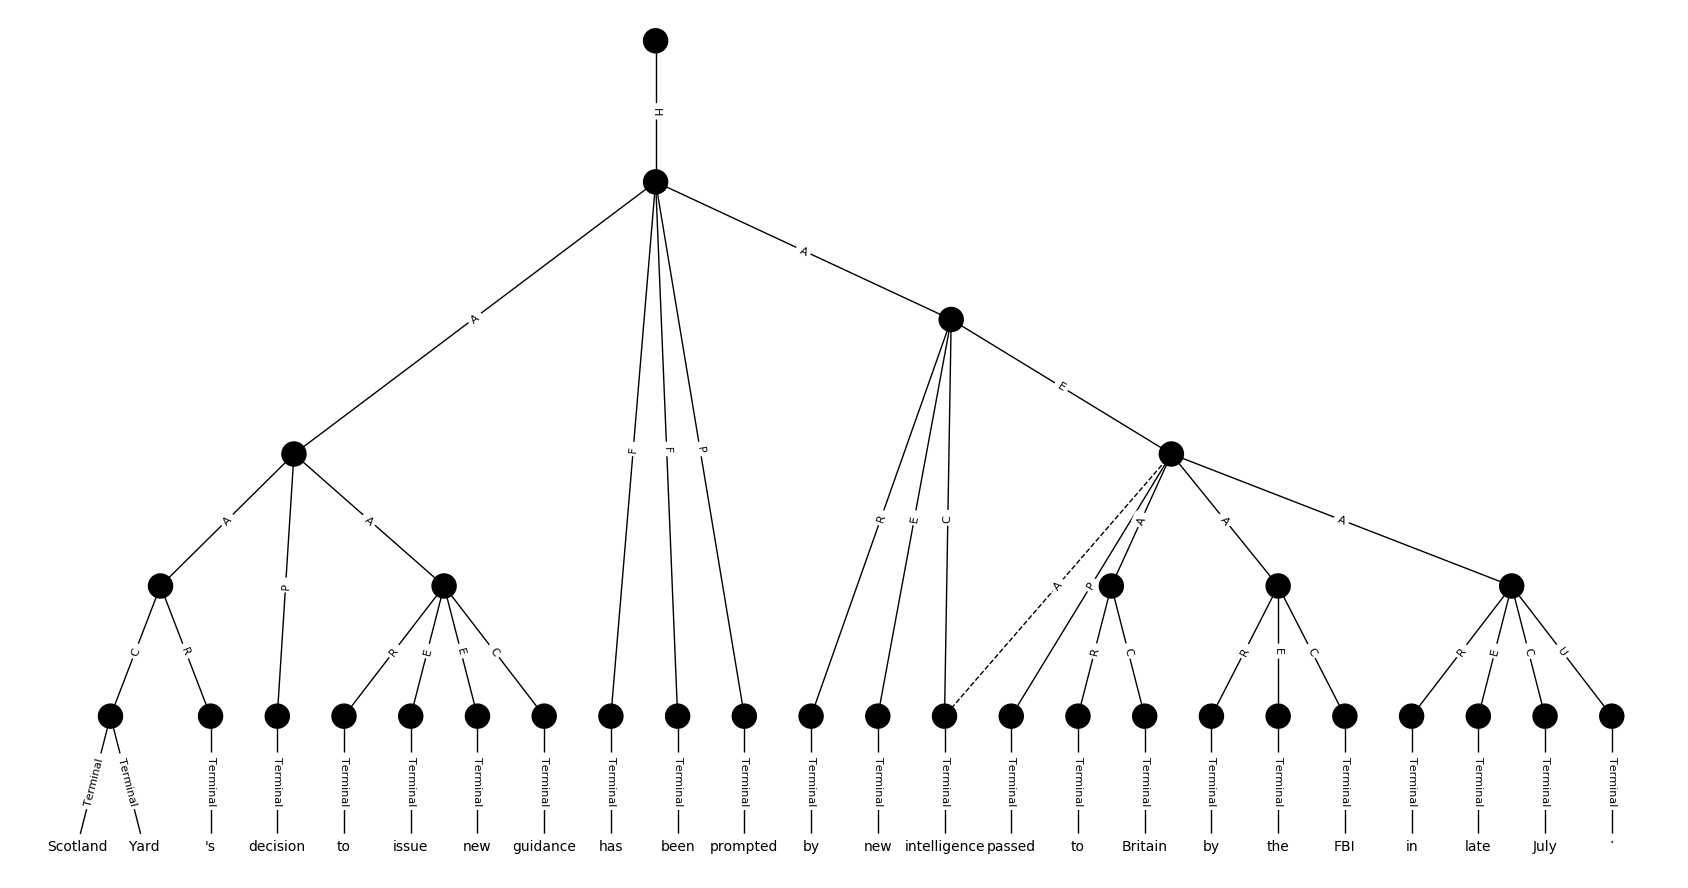 H
A
A
F
F
P
E
A
P
A
R
E
C
A
P
A
A
A
C
R
R
E
E
C
R
C
R
E
C
R
E
C
U
Terminal Terminal Terminal Terminal Terminal Terminal Terminal Terminal Terminal Terminal Terminal Terminal Terminal Terminal Terminal Terminal Terminal Terminal Terminal Terminal Terminal Terminal Terminal Terminal
Scotland Yard 's decision to issue new guidance has been prompted by new intelligence passed to Britain by the FBI in late July .